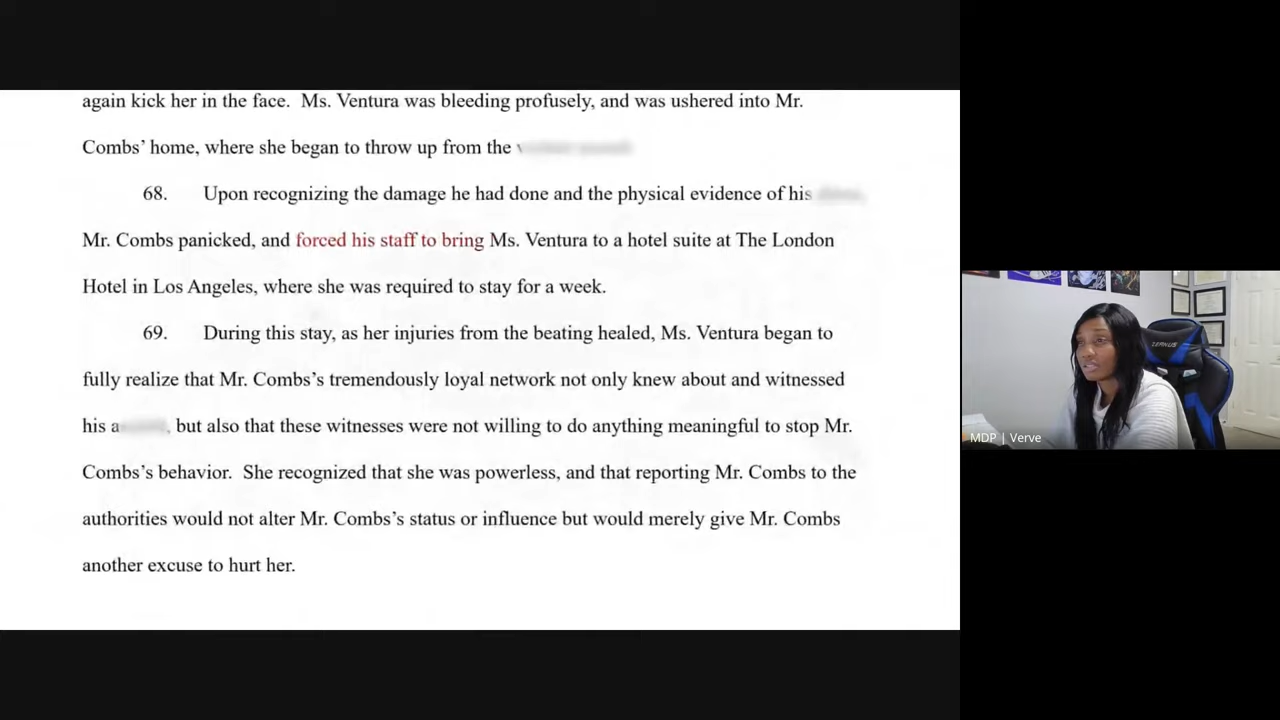 again kick her in the face. Ms. Ventura was bleeding profusely, and was ushered into Mr.
Combs’ home, where she began to throw up from the
68. Upon recognizing the damage he had done and the physical evidence of his
Mr. Combs panicked, and forced his staff to bring Ms. Ventura to a hotel suite at The London
Hotel in Los Angeles, where she was required to stay for a week.
69. During this stay, as her injuries from the beating healed, Ms. Ventura began to
fully realize that Mr. Combs’s tremendously loyal network not only knew about and witnessed
his , but also that these witnesses were not willing to do anything meaningful to stop Mr.
Combs’s behavior. She recognized that she was powerless, and that reporting Mr. Combs to the
authorities would not alter Mr. Combs’s status or influence but would merely give Mr. Combs
another excuse to hurt her.
MDP | Verve